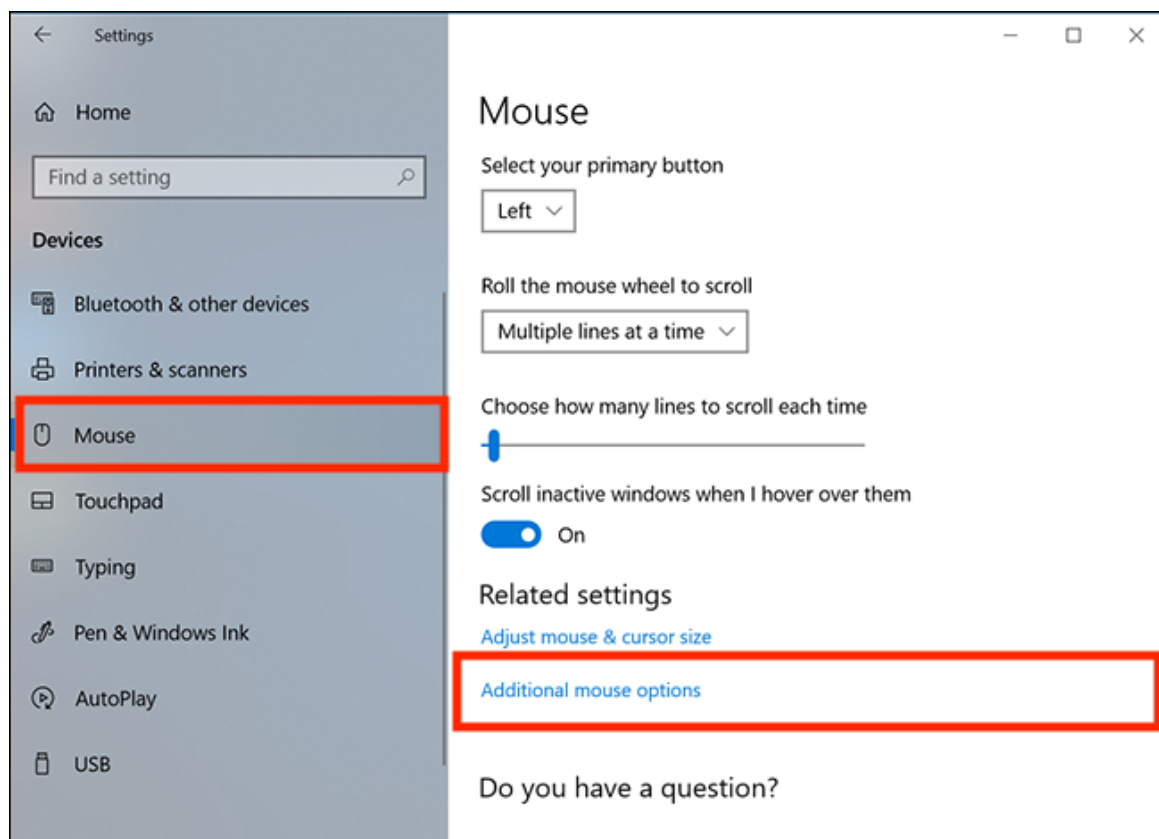 Settings
Home
Find a setting
Devices
Bluetooth & other devices
Printers & scanners
Mouse
Touchpad
Typing
Pen & Windows Ink
AutoPlay
USB
Mouse
Select your primary button
Left
Roll the mouse wheel to scroll
Multiple lines at a time
Choose how many lines to scroll each time
Scroll inactive windows when I hover over them
On
Related settings
Adjust mouse & cursor size
Additional mouse options
Do you have a question?